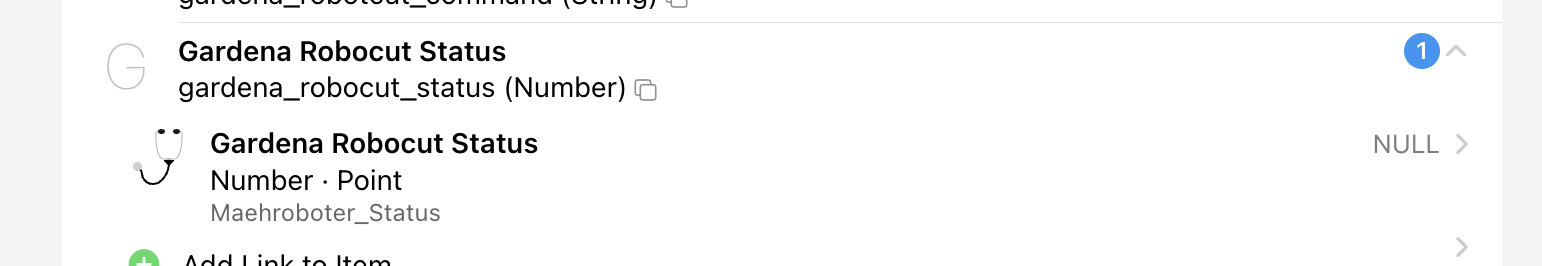 gardena_robocut_command (String)
Gardena Robocut Status
1
G
gardena_robocut_status (Number)
Gardena Robocut Status
NULL
Number · Point
Maehroboter_Status
Add Link to Item